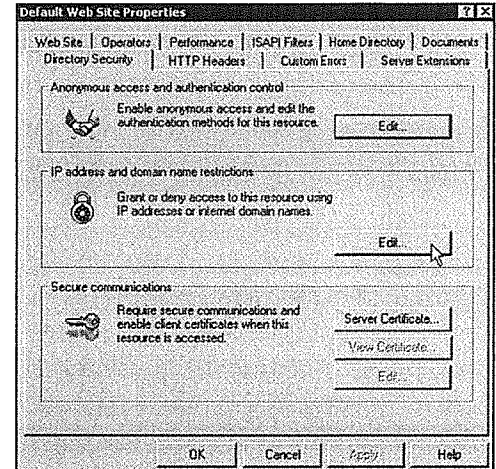 Default Web Site Properties
Web Site Operators Performance ISAPI Filters Home Directory Documents
Directory Security HTTP Headers Custom Errors Server Extensions
Anonymous access and authentication control
Enable anonymous access and edit the
authentication methods for this resource.
Edit...
IP address and domain name restrictions
Grant or deny access to this resource using
IP addresses or internet domain names.
Edit...
Secure communications
Require secure communications and
enable client certificates when this
resource is accessed.
Server Certificate...
View Certificate...
Edit...
OK Cancel Apply Help